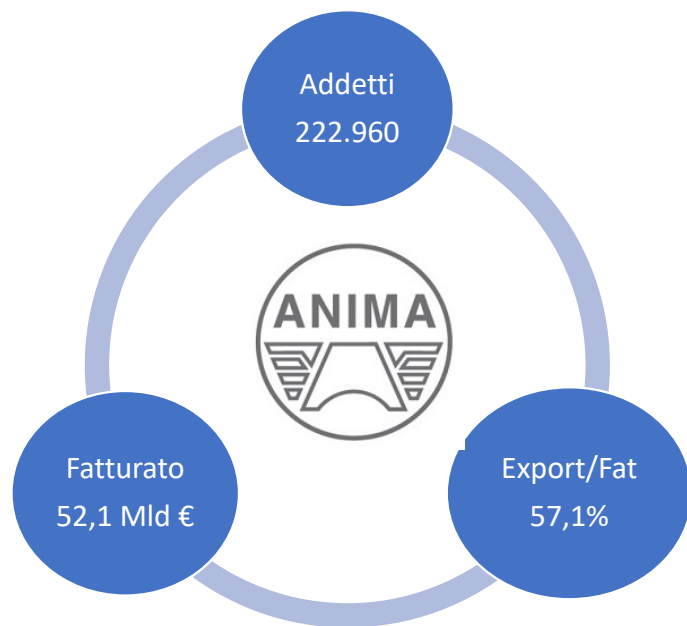 Addetti
222.960
ANIMA
Fatturato
52,1 Mld €
Export/Fat
57,1%